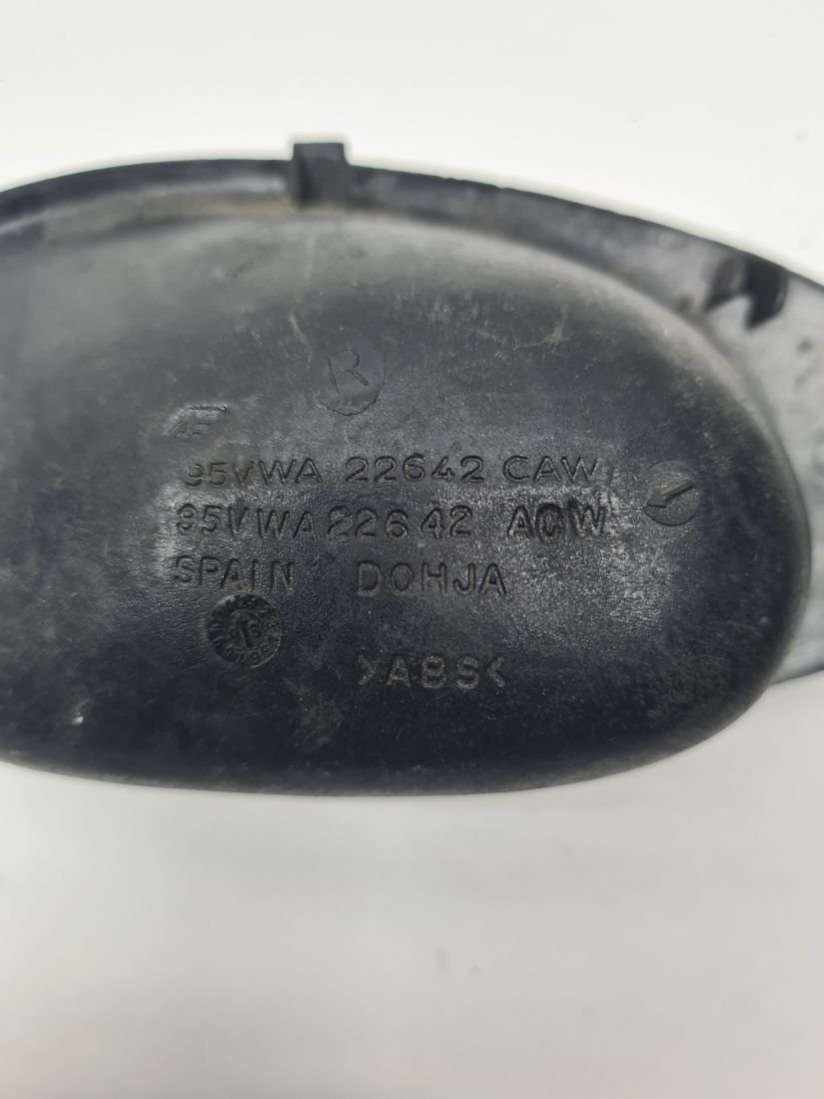 R
95VWA 22642 CAW
95VWA 22642 ACW
SPAIN DOHJA
>ABS<